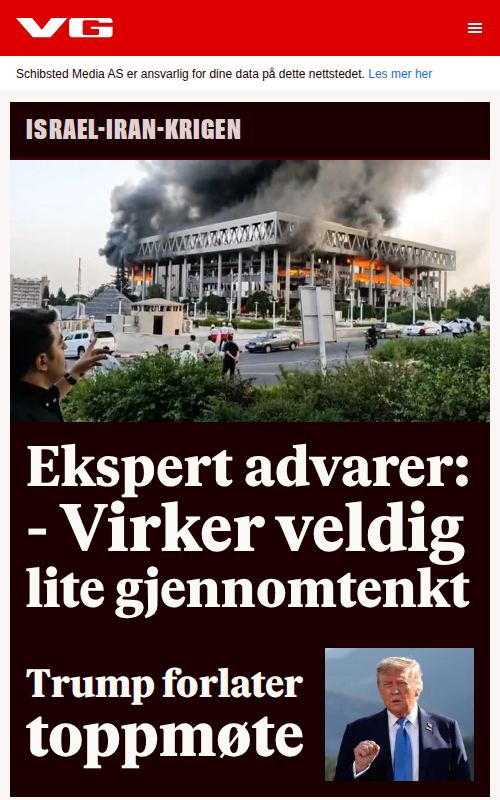 VG
Schibsted Media AS er ansvarlig for dine data på dette nettstedet. Les mer her
ISRAEL-IRAN-KRIGEN
Ekspert advarer:
- Virker veldig
lite gjennomtenkt
Trump forlater
toppmøte